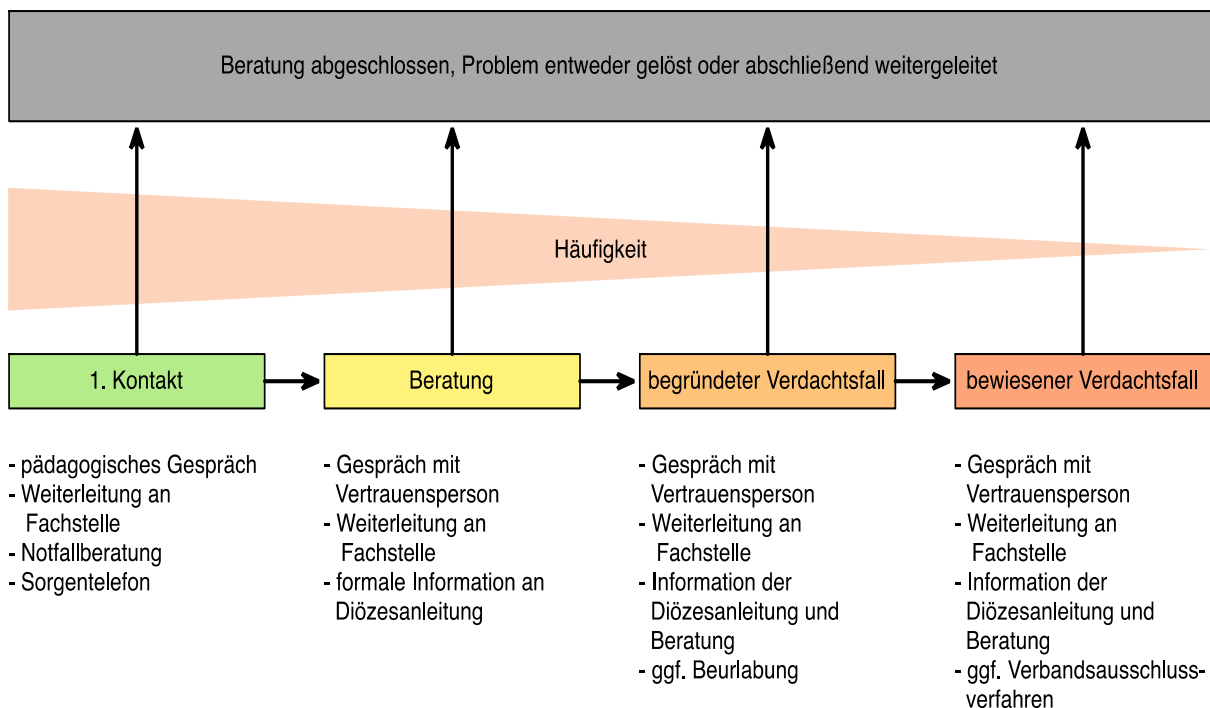 Beratung abgeschlossen, Problem entweder gelöst oder abschließend weitergeleitet
Häufigkeit
1. Kontakt
Beratung
begründeter Verdachtsfall
bewiesener Verdachtsfall
- pädagogisches Gespräch
- Weiterleitung an
Fachstelle
- Notfallberatung
- Sorgentelefon
- Gespräch mit
Vertrauensperson
- Weiterleitung an
Fachstelle
- formale Information an
Diözesanleitung
- Gespräch mit
Vertrauensperson
- Weiterleitung an
Fachstelle
- Information der
Diözesanleitung und
Beratung
- ggf. Beurlabung
- Gespräch mit
Vertrauensperson
- Weiterleitung an
Fachstelle
- Information der
Diözesanleitung und
Beratung
- ggf. Verbandsausschluss-
verfahren